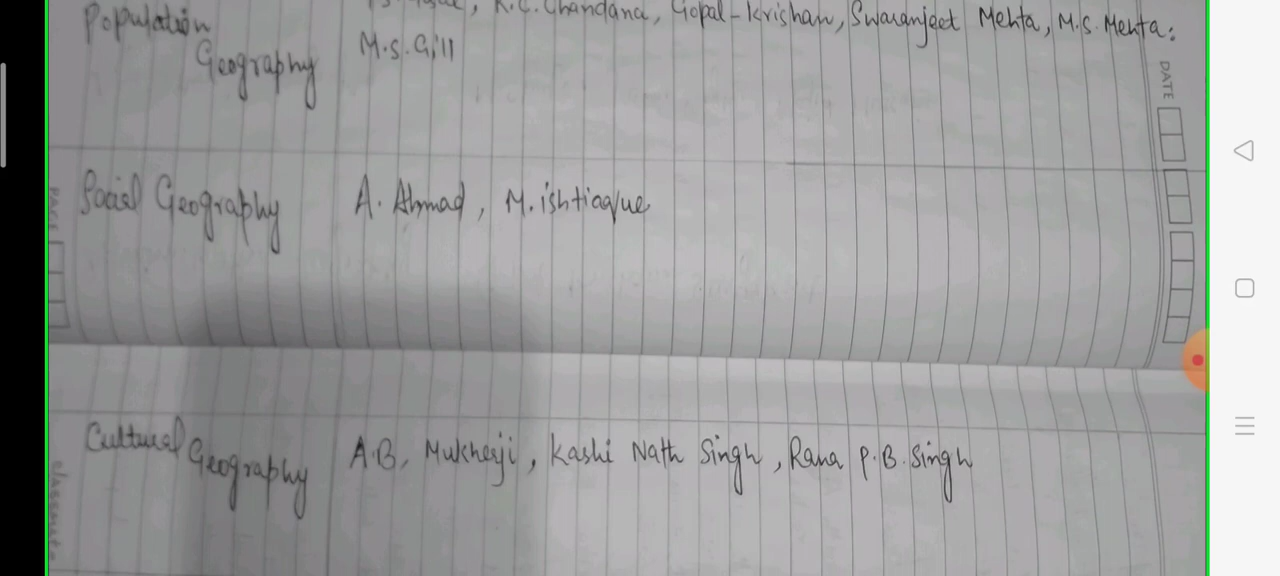 Population R.C. Chandana, Gopal-Krishan, Swaranjeet Mehta, M.S. Mehta:
Geography M.S. Gill
DATE
Social Geography A. Ahmad, M. ishtiaque
Cultural Geography A.B. Mukherji, Kashi Nath Singh, Rana P.B. Singh
classmate